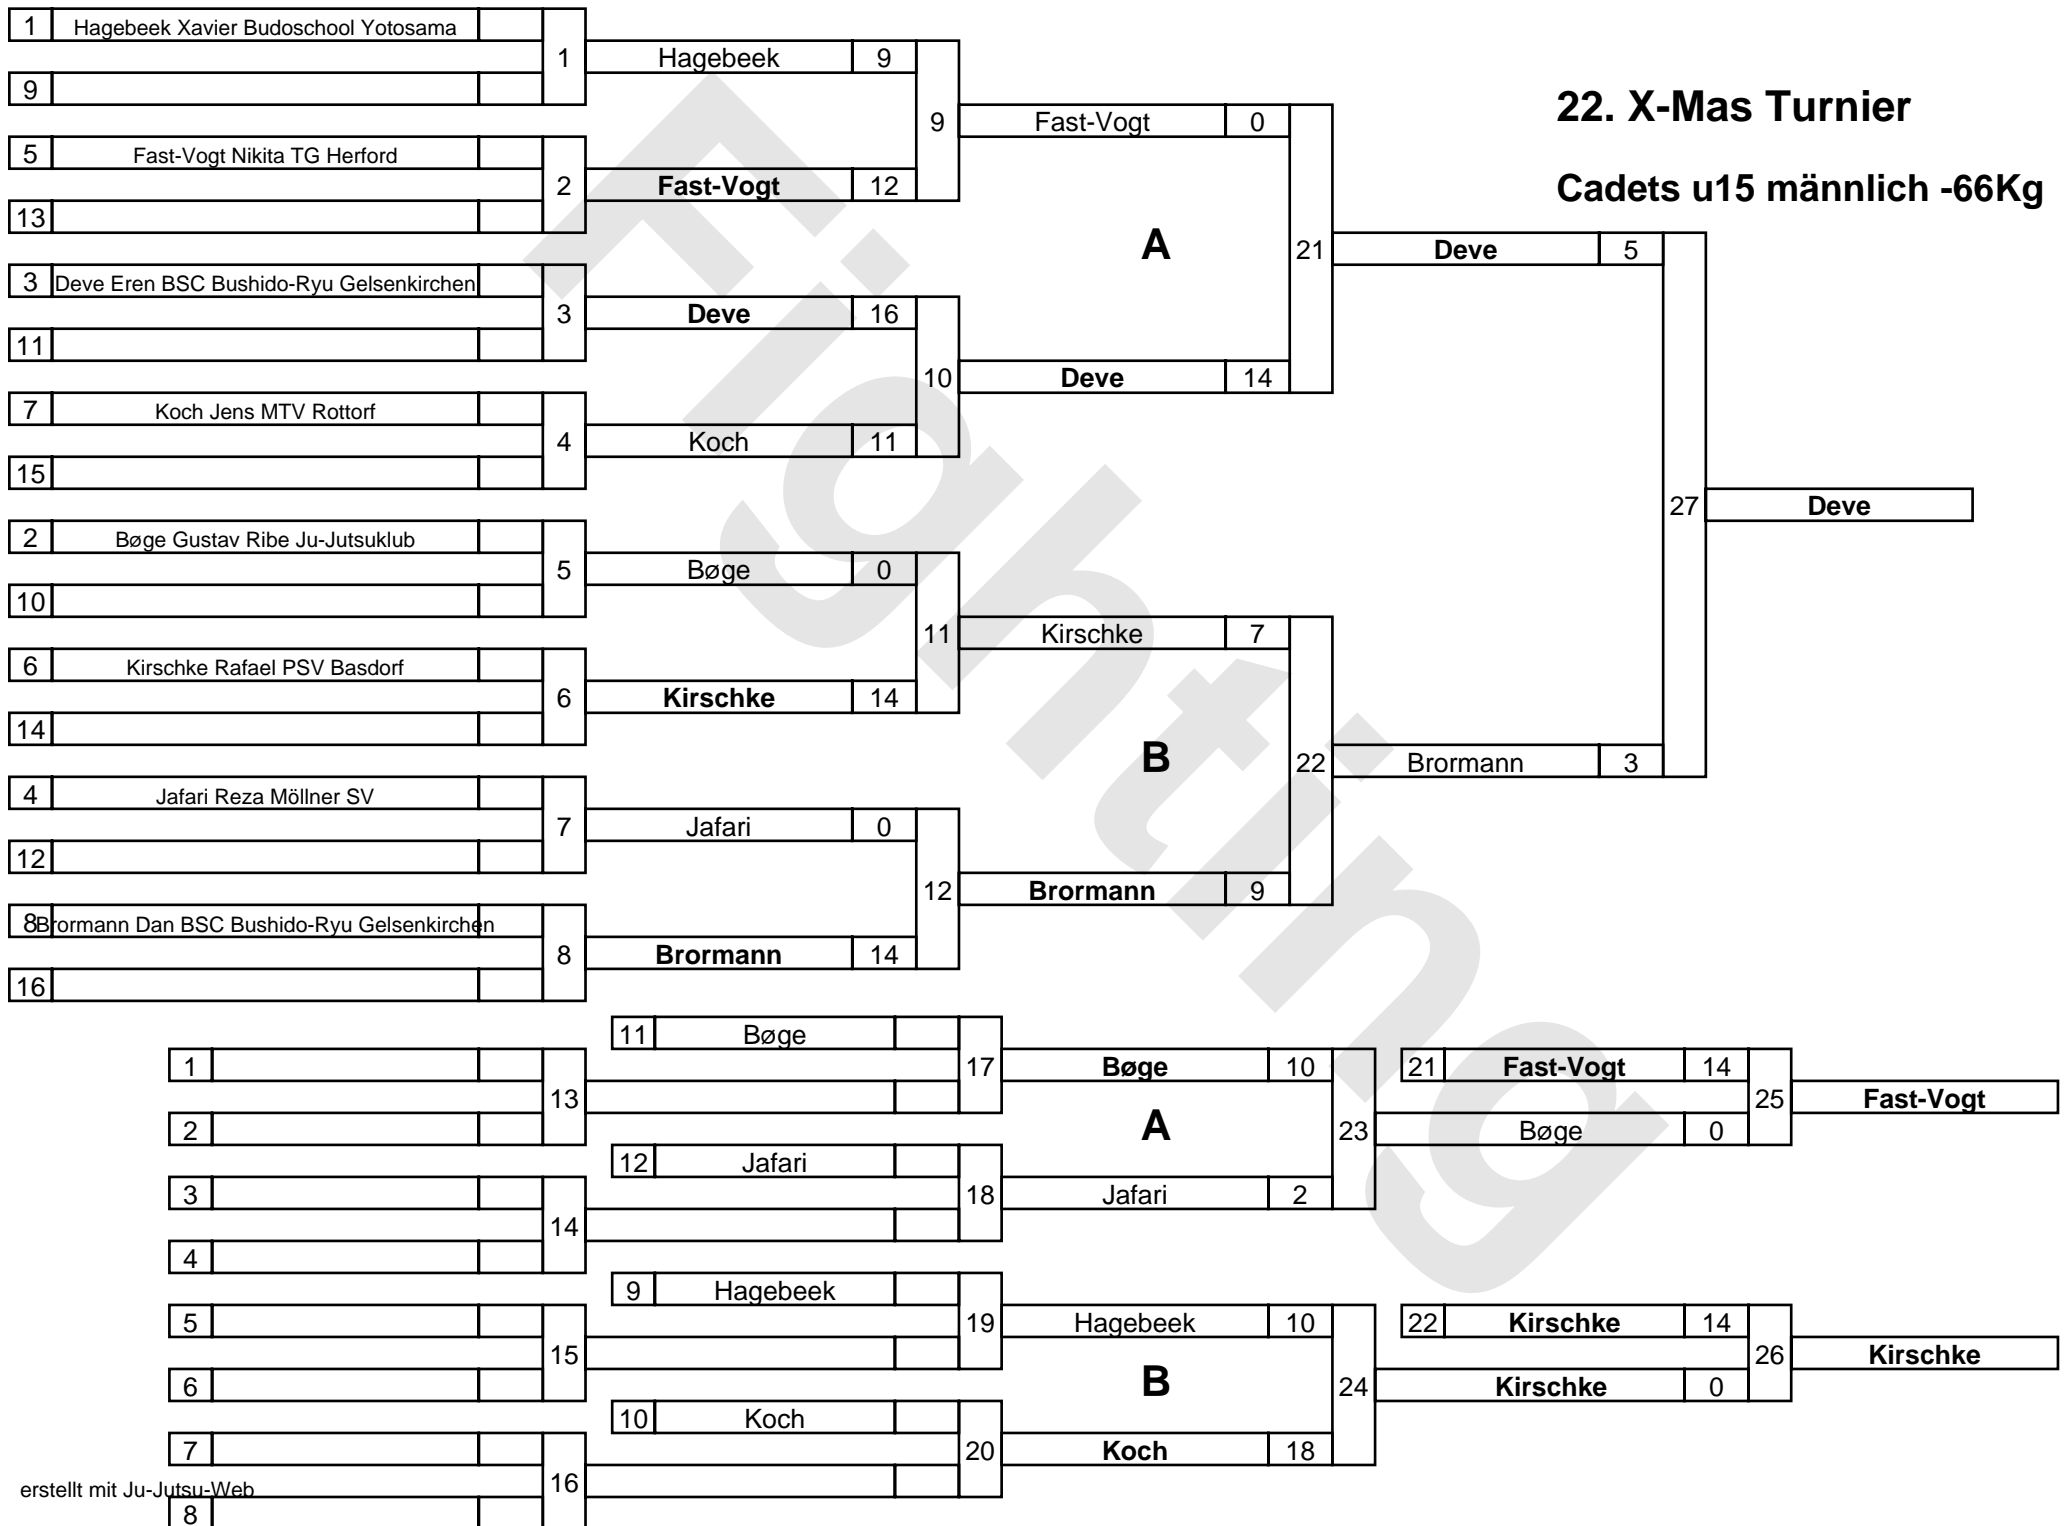 22. X-Mas Turnier
Cadets u15 männlich -66Kg
Fighting
1 Hagebeek Xavier Budoschool Yotosama
9
1
5 Fast-Vogt Nikita TG Herford
13
2
3 Deve Eren BSC Bushido-Ryu Gelsenkirchen
11
3
7 Koch Jens MTV Rottorf
15
4
2 Bøge Gustav Ribe Ju-Jutsuklub
10
5
6 Kirschke Rafael PSV Basdorf
14
6
4 Jafari Reza Möllner SV
12
7
8 Brormann Dan BSC Bushido-Ryu Gelsenkirchen
16
8
Hagebeek 9
Fast-Vogt 12
9
Deve 16
Koch 11
10
Bøge 0
Kirschke 14
11
Jafari 0
Brormann 14
12
Fast-Vogt 0
A
Deve 14
21
Kirschke 7
B
Brormann 9
22
Deve 5
Brormann 3
27
Deve
1
2
13
3
4
14
5
6
15
7
8
16
11 Bøge
17
12 Jafari
18
9 Hagebeek
19
10 Koch
20
Bøge 10
A
Jafari 2
23
Hagebeek 10
B
Koch 18
24
21 Fast-Vogt 14
Bøge 0
25
Fast-Vogt
22 Kirschke 14
Kirschke 0
26
Kirschke
erstellt mit Ju-Jutsu-Web